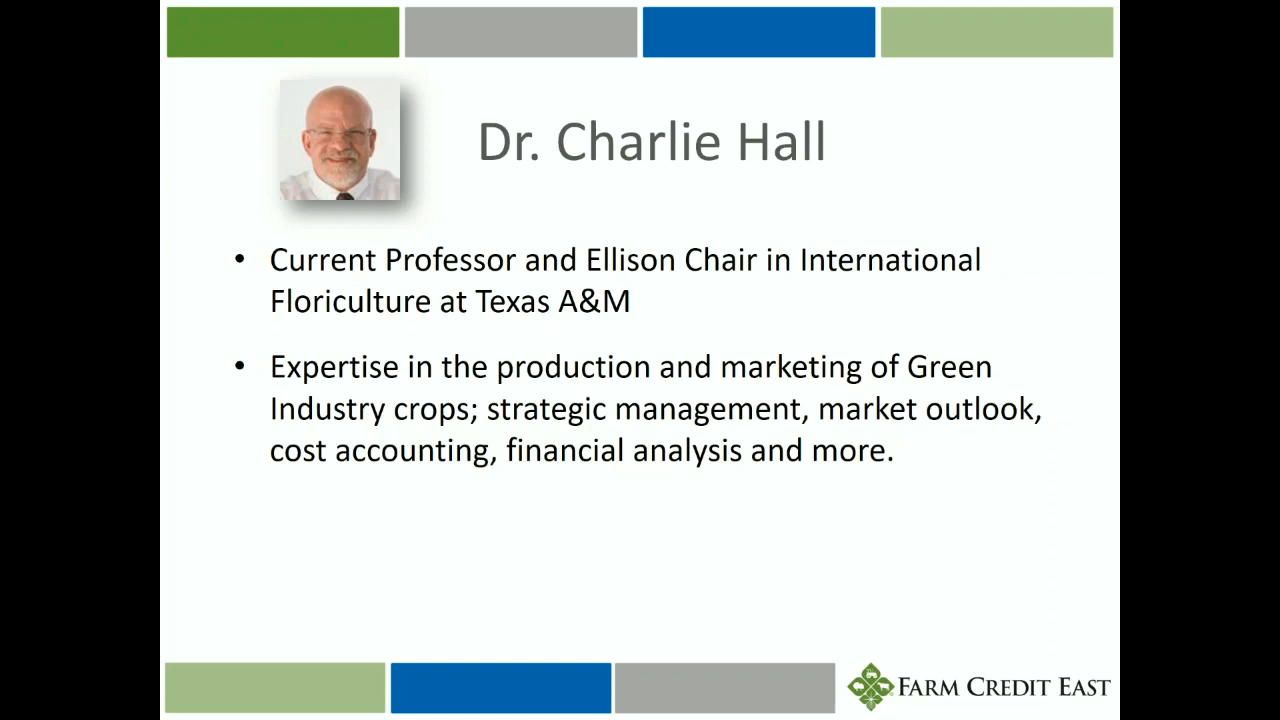 Dr. Charlie Hall
• Current Professor and Ellison Chair in International
Floriculture at Texas A&M
• Expertise in the production and marketing of Green
Industry crops; strategic management, market outlook,
cost accounting, financial analysis and more.
FARM CREDIT EAST